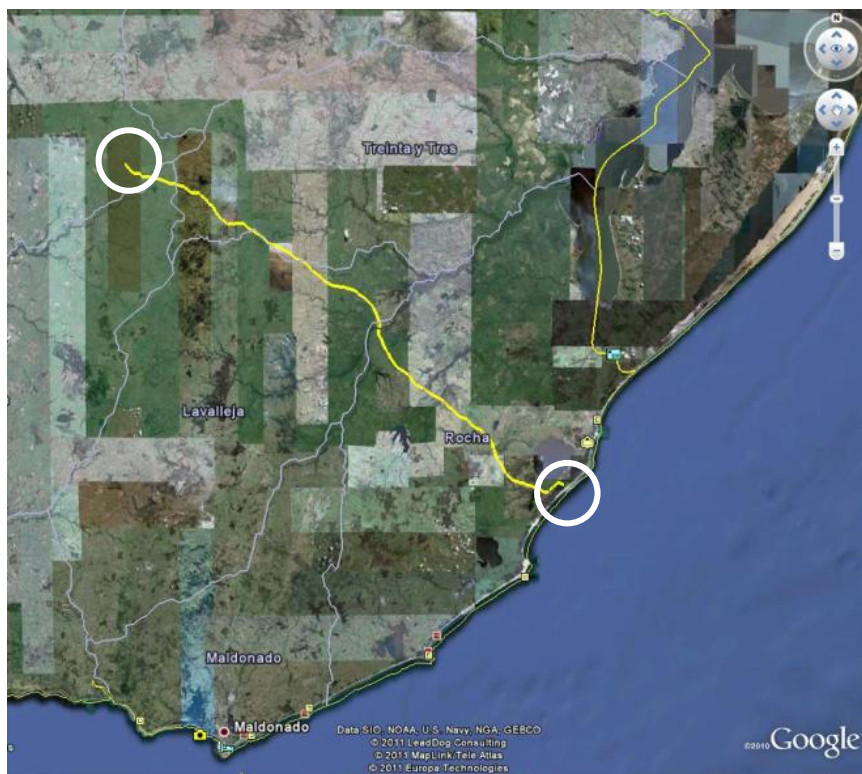 N
Treinta y Tres
Lavalleja
Rocha
Maldonado
Maldonado
Data SIO, NOAA, U.S. Navy, NGA, GEBCO
© 2011 LeadDog Consulting
© 2011 MapLink/Tele Atlas
© 2011 Europa Technologies
©2010 Google